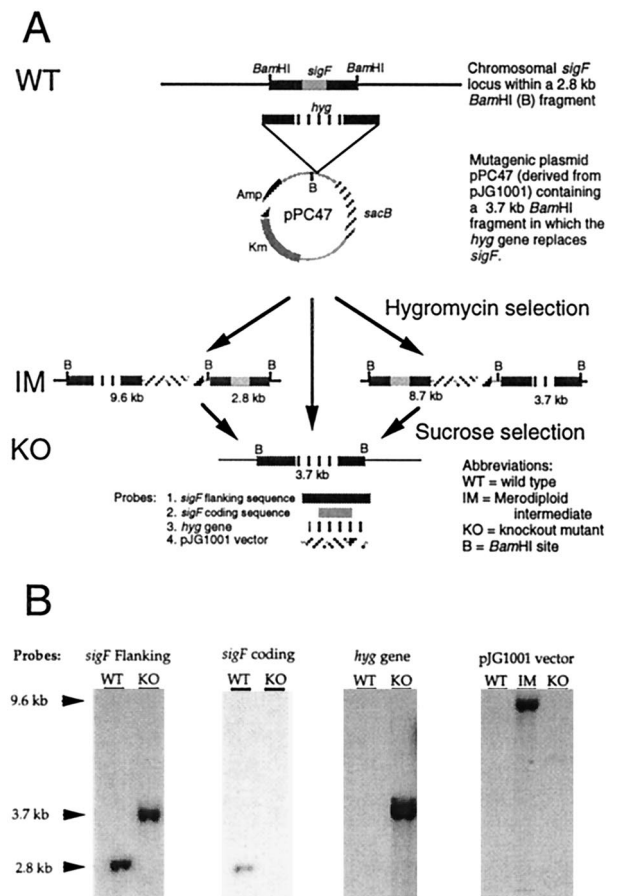 A
WT
BamHI sigF BamHI
Chromosomal sigF
locus within a 2.8 kb
BamHI (B) fragment
hyg
B
Amp
pPC47
sacB
Km
Mutagenic plasmid
pPC47 (derived from
pJG1001) containing
a 3.7 kb BamHI
fragment in which the
hyg gene replaces
sigF.
Hygromycin selection
IM
B B B
9.6 kb 2.8 kb
B B B
8.7 kb 3.7 kb
Sucrose selection
KO
B B
3.7 kb
Probes: 1. sigF flanking sequence
2. sigF coding sequence
3. hyg gene
4. pJG1001 vector
Abbreviations:
WT = wild type
IM = Merodiploid
intermediate
KO = knockout mutant
B = BamHI site
B
Probes: sigF Flanking sigF coding hyg gene pJG1001 vector
WT KO WT KO WT KO WT IM KO
9.6 kb
3.7 kb
2.8 kb